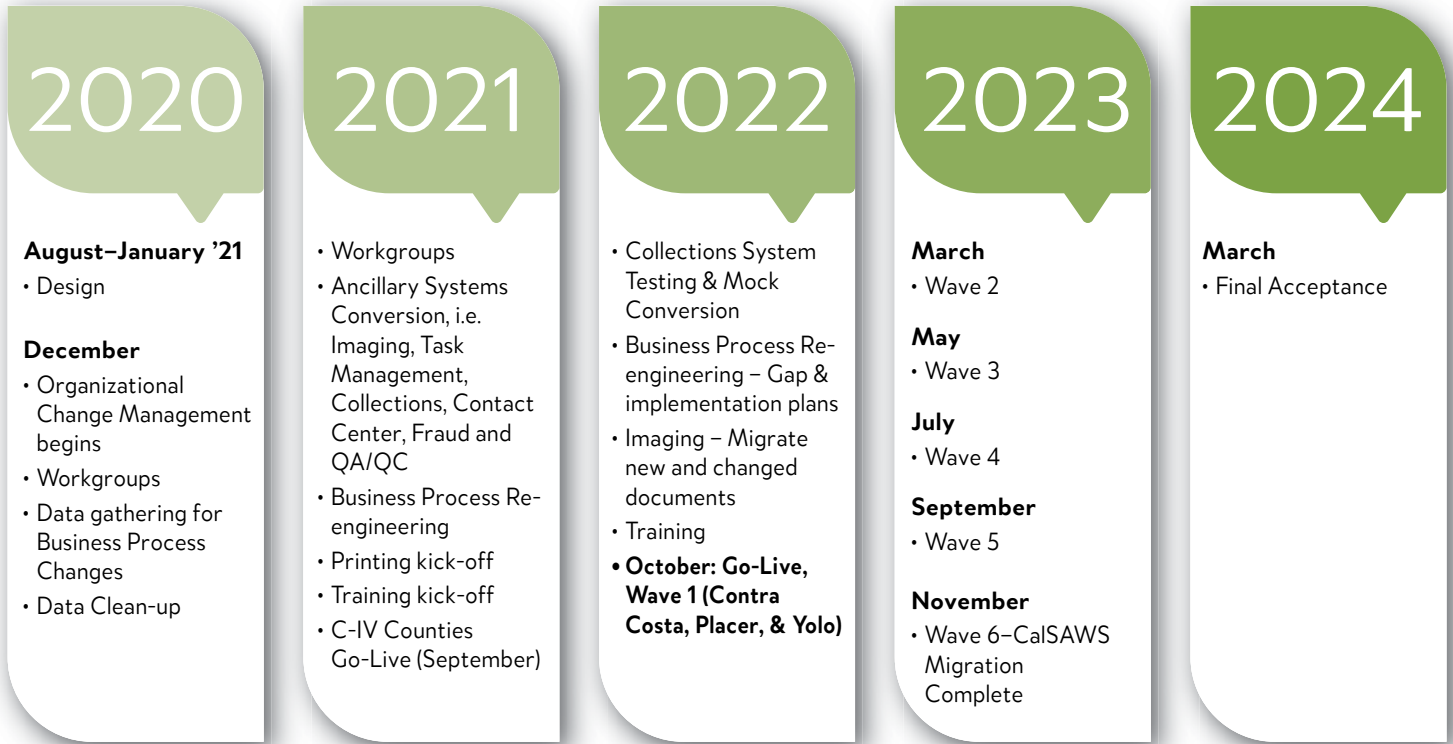 2020
August–January ’21
• Design
December
• Organizational
Change Management
begins
• Workgroups
• Data gathering for
Business Process
Changes
• Data Clean-up
2021
• Workgroups
• Ancillary Systems
Conversion, i.e.
Imaging, Task
Management,
Collections, Contact
Center, Fraud and
QA/QC
• Business Process Re-
engineering
• Printing kick-off
• Training kick-off
• C-IV Counties
Go-Live (September)
2022
• Collections System
Testing & Mock
Conversion
• Business Process Re-
engineering – Gap &
implementation plans
• Imaging – Migrate
new and changed
documents
• Training
• October: Go-Live,
Wave 1 (Contra
Costa, Placer, & Yolo)
2023
March
• Wave 2
May
• Wave 3
July
• Wave 4
September
• Wave 5
November
• Wave 6–CalSAWS
Migration
Complete
2024
March
• Final Acceptance